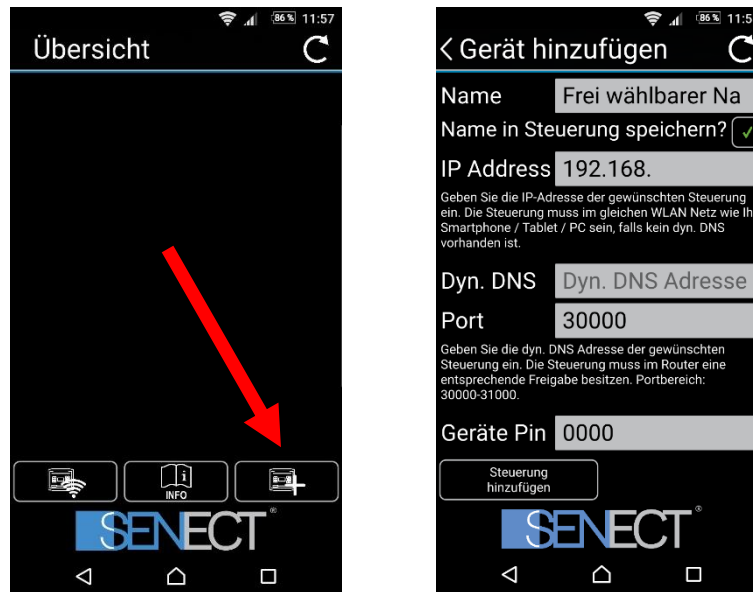 86 % 11:57
Übersicht
INFO
SENECT®
86 % 11:5
Gerät hinzufügen
Name Frei wählbarer Na
Name in Steuerung speichern?
IP Address 192.168.
Geben Sie die IP-Adresse der gewünschten Steuerung
ein. Die Steuerung muss im gleichen WLAN Netz wie Ih
Smartphone / Tablet / PC sein, falls kein dyn. DNS
vorhanden ist.
Dyn. DNS Dyn. DNS Adresse
Port 30000
Geben Sie die dyn. DNS Adresse der gewünschten
Steuerung ein. Die Steuerung muss im Router eine
entsprechende Freigabe besitzen. Portbereich:
30000-31000.
Geräte Pin 0000
Steuerung
hinzufügen
SENECT®